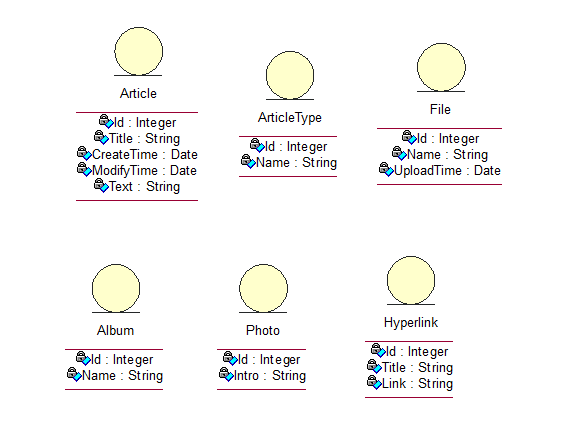 Article
Id : Integer
Title : String
CreateTime : Date
ModifyTime : Date
Text : String
ArticleType
Id : Integer
Name : String
File
Id : Integer
Name : String
UploadTime : Date
Album
Id : Integer
Name : String
Photo
Id : Integer
Intro : String
Hyperlink
Id : Integer
Title : String
Link : String